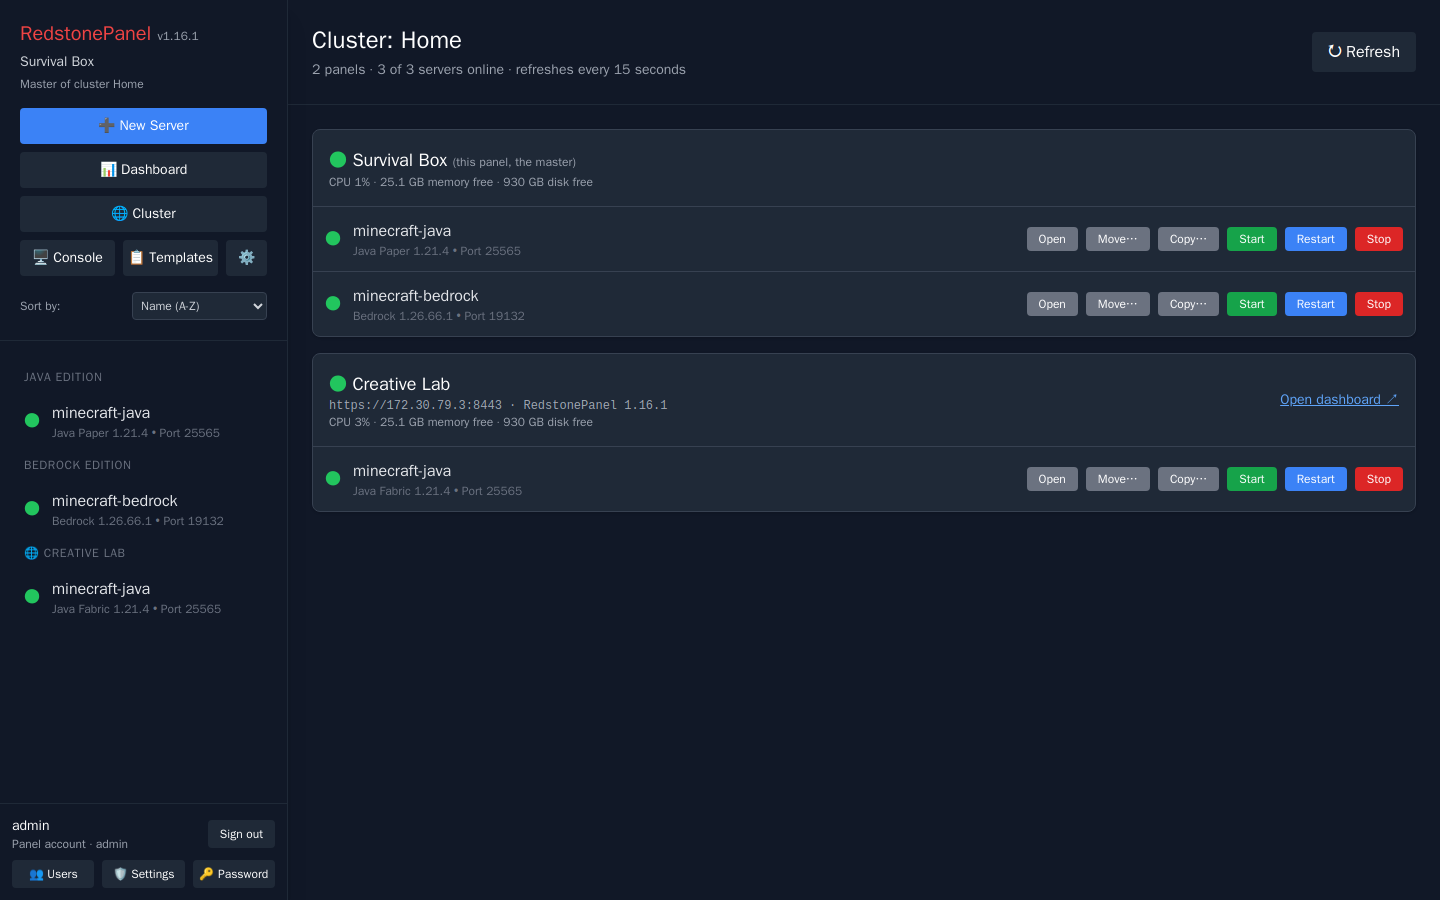 RedstonePanel v1.16.1
Survival Box
Master of cluster Home
➕ New Server
📊 Dashboard
🌐 Cluster
🖥️ Console
📋 Templates
⚙️
Sort by:
Name (A-Z)
JAVA EDITION
minecraft-java
Java Paper 1.21.4 • Port 25565
BEDROCK EDITION
minecraft-bedrock
Bedrock 1.26.66.1 • Port 19132
🌐 CREATIVE LAB
minecraft-java
Java Fabric 1.21.4 • Port 25565
admin
Panel account · admin
Sign out
👥 Users
🛡️ Settings
🔑 Password
Cluster: Home
2 panels · 3 of 3 servers online · refreshes every 15 seconds
↻ Refresh
Survival Box (this panel, the master)
CPU 1% · 25.1 GB memory free · 930 GB disk free
minecraft-java
Java Paper 1.21.4 • Port 25565
Open Move… Copy… Start Restart Stop
minecraft-bedrock
Bedrock 1.26.66.1 • Port 19132
Open Move… Copy… Start Restart Stop
Creative Lab
https://172.30.79.3:8443 · RedstonePanel 1.16.1
CPU 3% · 25.1 GB memory free · 930 GB disk free
Open dashboard ↗
minecraft-java
Java Fabric 1.21.4 • Port 25565
Open Move… Copy… Start Restart Stop